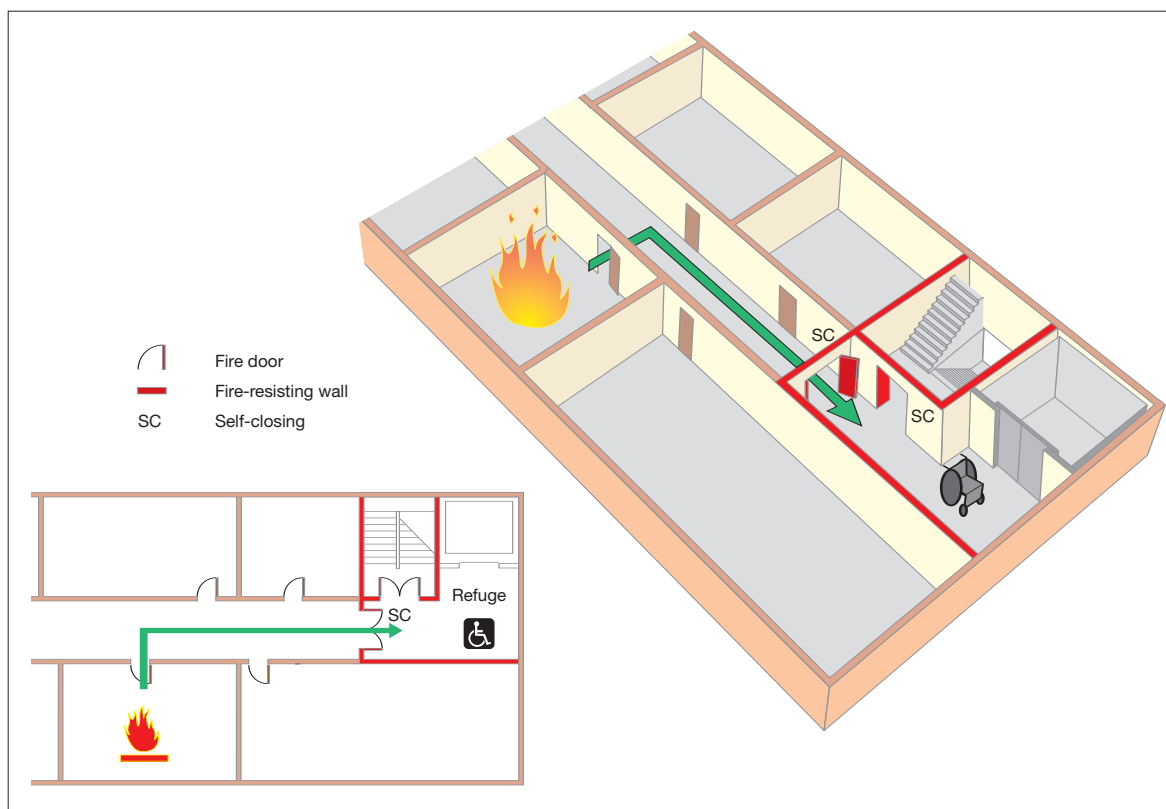 SC
SC
Fire door
Fire-resisting wall
SC Self-closing
Refuge
SC